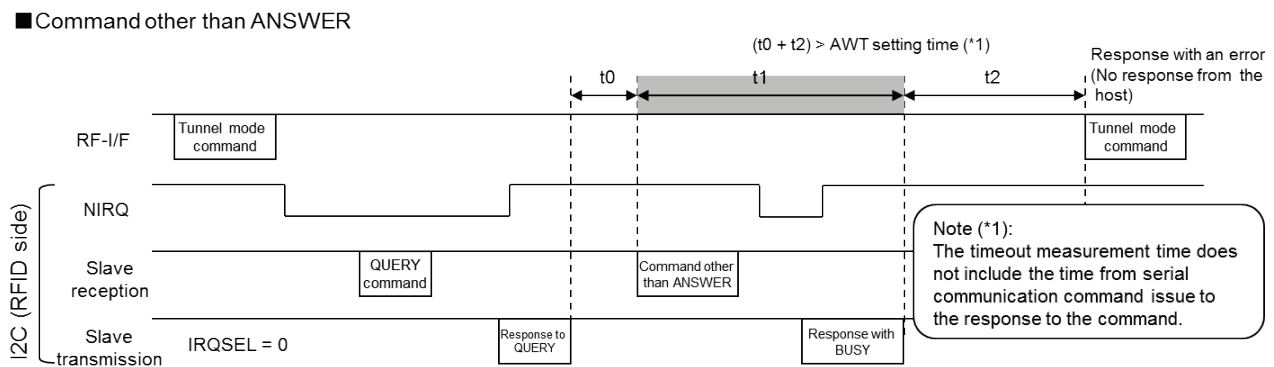 ■Command other than ANSWER
(t0 + t2) > AWT setting time (*1)
Response with an error
(No response from the
host)
t0
t1
t2
RF-I/F
Tunnel mode
command
Tunnel mode
command
I2C (RFID side)
NIRQ
Slave
reception
QUERY
command
Command other
than ANSWER
Slave
transmission
IRQSEL = 0
Response to
QUERY
Response with
BUSY
Note (*1):
The timeout measurement time does
not include the time from serial
communication command issue to
the response to the command.